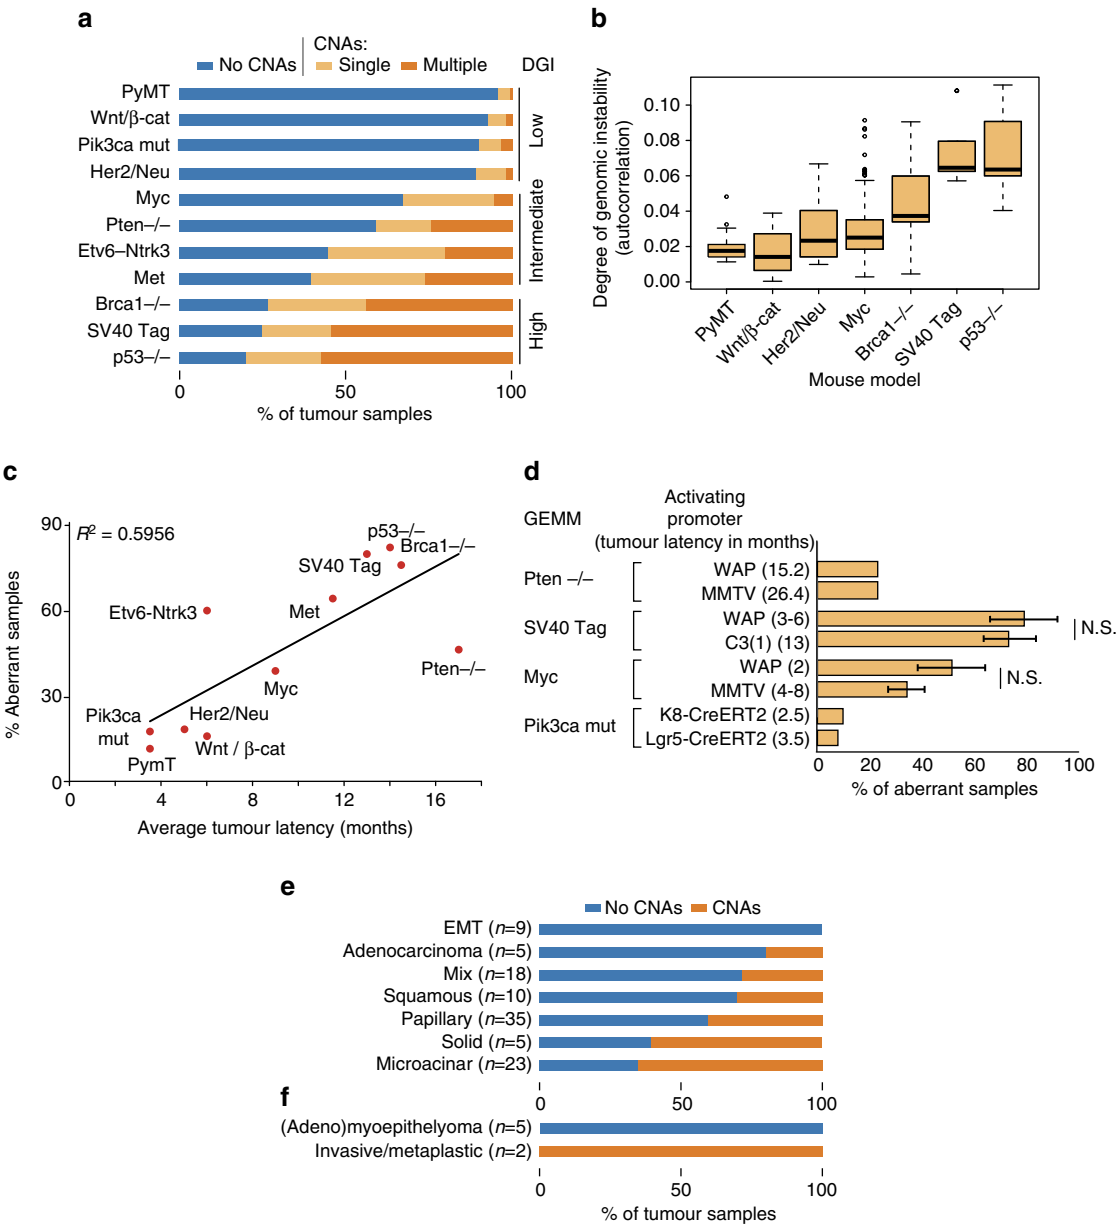 a
CNAs:
No CNAs Single Multiple DGI
PyMT
Wnt/β-cat
Pik3ca mut
Her2/Neu
Myc
Pten–/–
Etv6–Ntrk3
Met
Brca1–/–
SV40 Tag
p53–/–
Low
Intermediate
High
0 50 100
% of tumour samples
b
Degree of genomic instability
(autocorrelation)
0.10
0.08
0.06
0.04
0.02
0.00
PyMT
Wnt/β-cat
Her2/Neu
Myc
Brca1–/–
SV40 Tag
p53–/–
Mouse model
c
% Aberrant samples
90
60
30
0
R² = 0.5956
p53–/–
Brca1–/–
SV40 Tag
Etv6-Ntrk3
Met
Pten–/–
Myc
Pik3ca
mut
Her2/Neu
Wnt / β-cat
PymT
0 4 8 12 16
Average tumour latency (months)
d
GEMM
Activating
promoter
(tumour latency in months)
Pten –/–
WAP (15.2)
MMTV (26.4)
SV40 Tag
WAP (3-6)
C3(1) (13)
N.S.
Myc
WAP (2)
MMTV (4-8)
N.S.
Pik3ca mut
K8-CreERT2 (2.5)
Lgr5-CreERT2 (3.5)
0 20 40 60 80 100
% of aberrant samples
e
No CNAs CNAs
EMT (n=9)
Adenocarcinoma (n=5)
Mix (n=18)
Squamous (n=10)
Papillary (n=35)
Solid (n=5)
Microacinar (n=23)
0 50 100
f
(Adeno)myoepithelyoma (n=5)
Invasive/metaplastic (n=2)
0 50 100
% of tumour samples